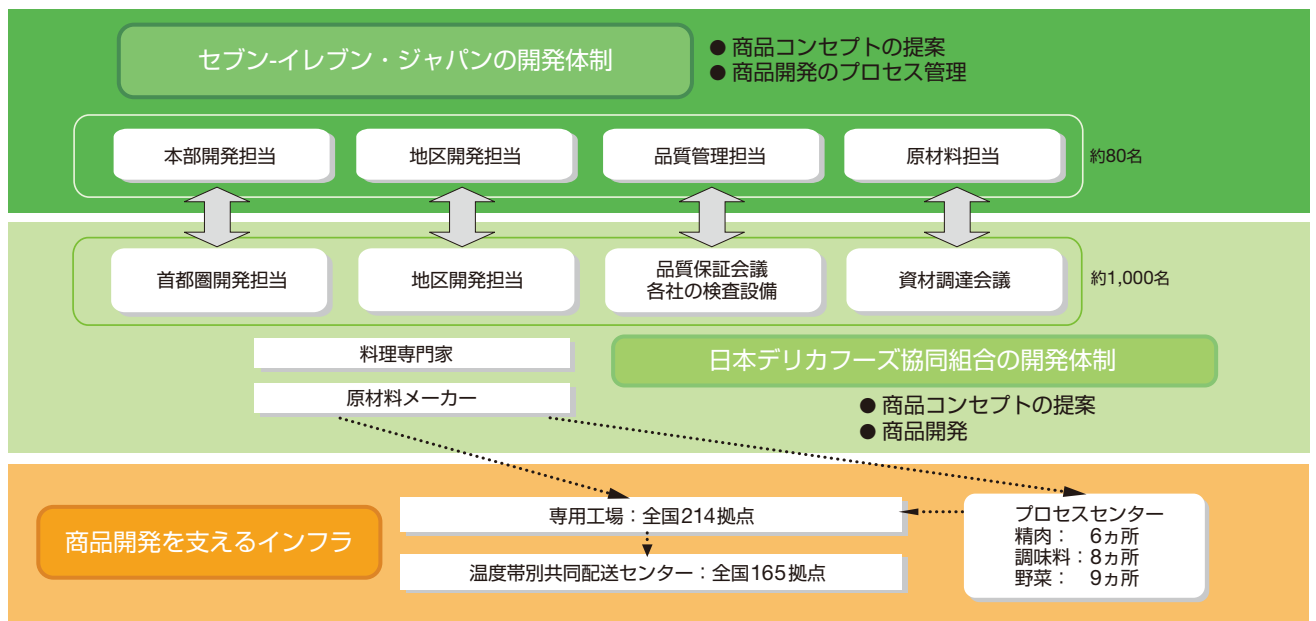 セブン-イレブン・ジャパンの開発体制
● 商品コンセプトの提案
● 商品開発のプロセス管理
本部開発担当
地区開発担当
品質管理担当
原材料担当
約80名
首都圏開発担当
地区開発担当
品質保証会議
各社の検査設備
資材調達会議
約1,000名
料理専門家
原材料メーカー
日本デリカフーズ協同組合の開発体制
● 商品コンセプトの提案
● 商品開発
商品開発を支えるインフラ
専用工場：全国214拠点
温度帯別共同配送センター：全国165拠点
プロセスセンター
精肉： 6ヵ所
調味料：8ヵ所
野菜： 9ヵ所